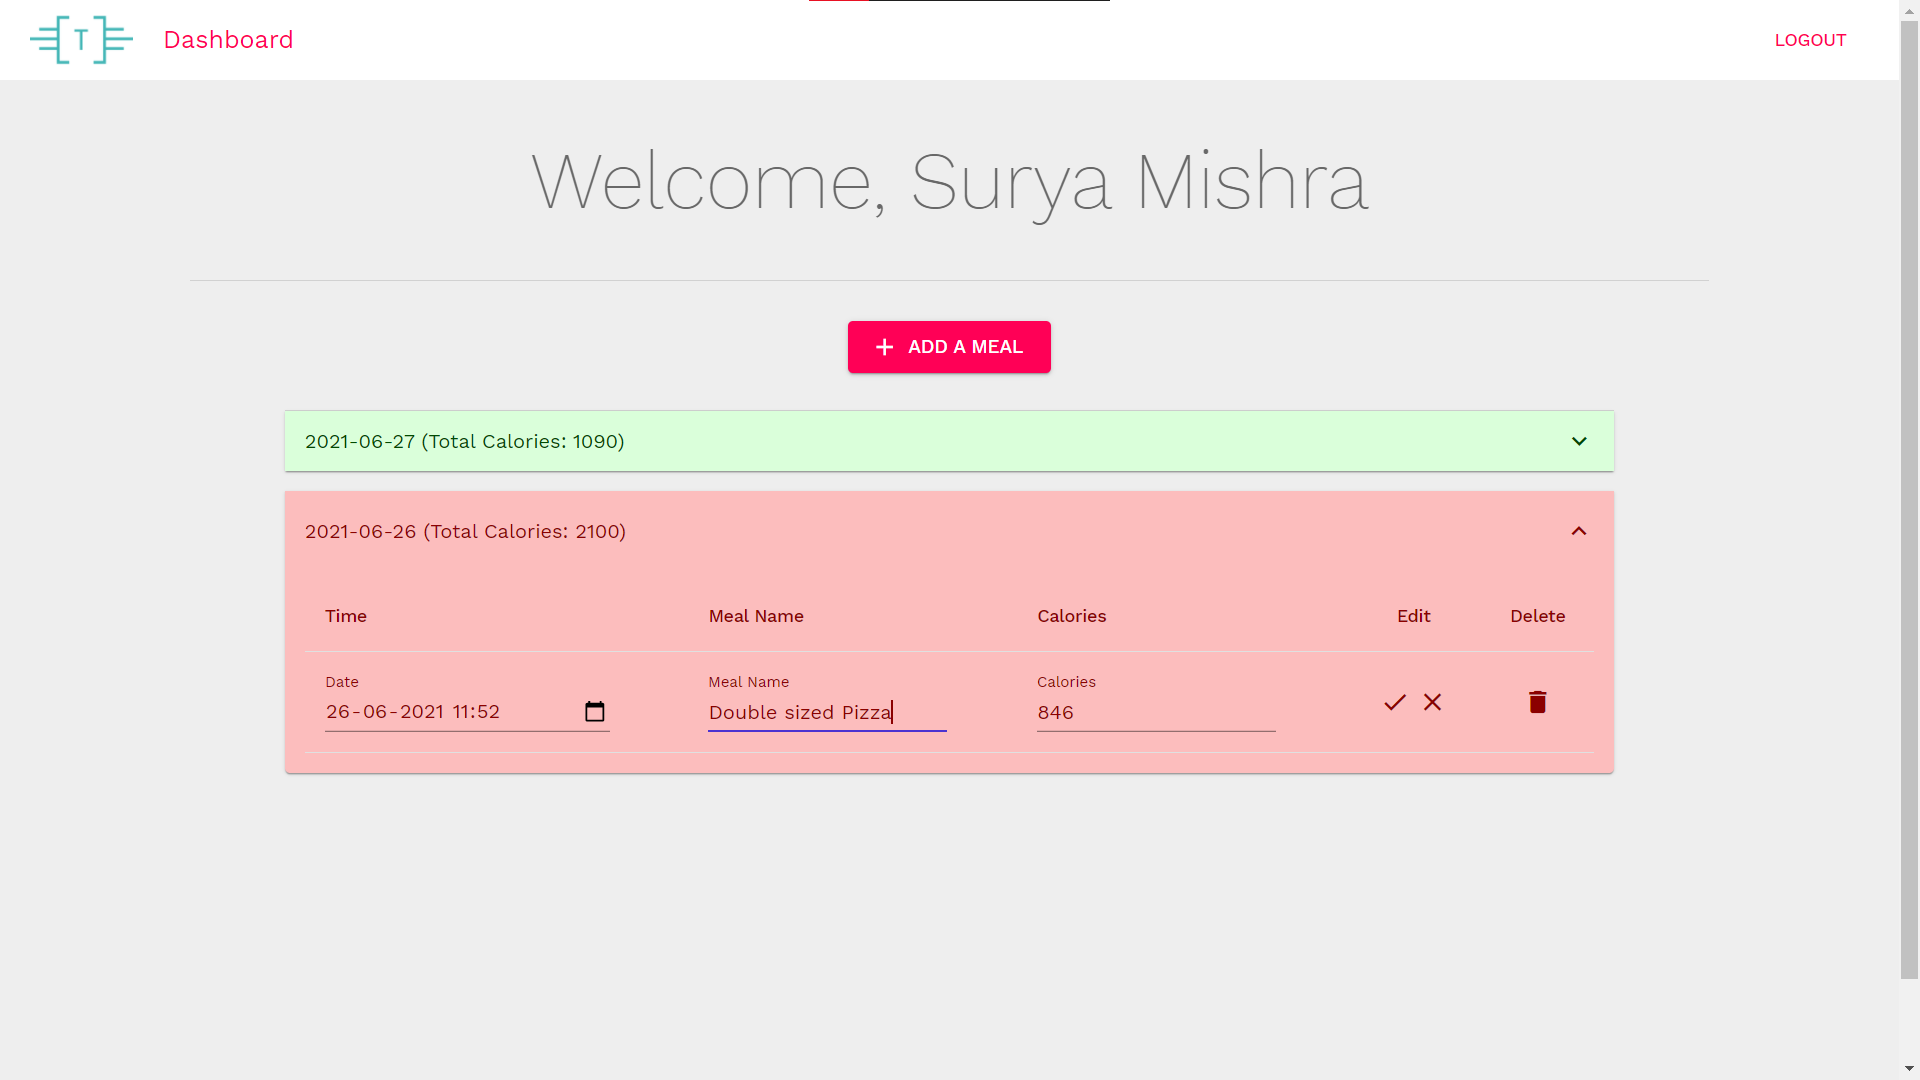 T
Dashboard
LOGOUT
Welcome, Surya Mishra
ADD A MEAL
2021-06-27 (Total Calories: 1090)
2021-06-26 (Total Calories: 2100)
Time Meal Name Calories Edit Delete
Date Meal Name Calories
26-06-2021 11:52 Double sized Pizza 846